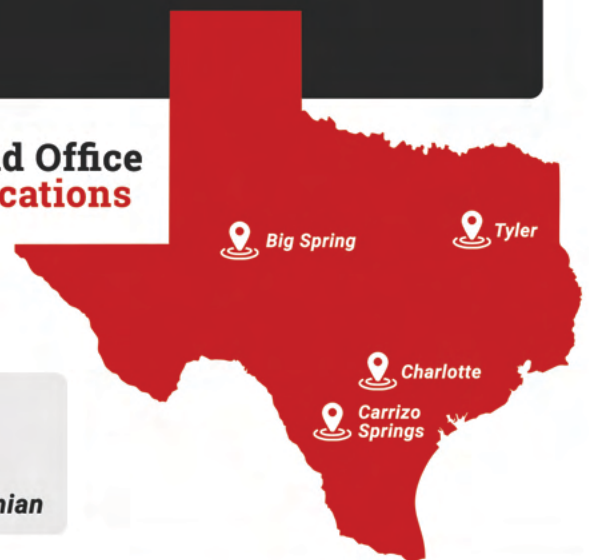 d Office
cations
Big Spring
Tyler
Charlotte
Carrizo
Springs
nian